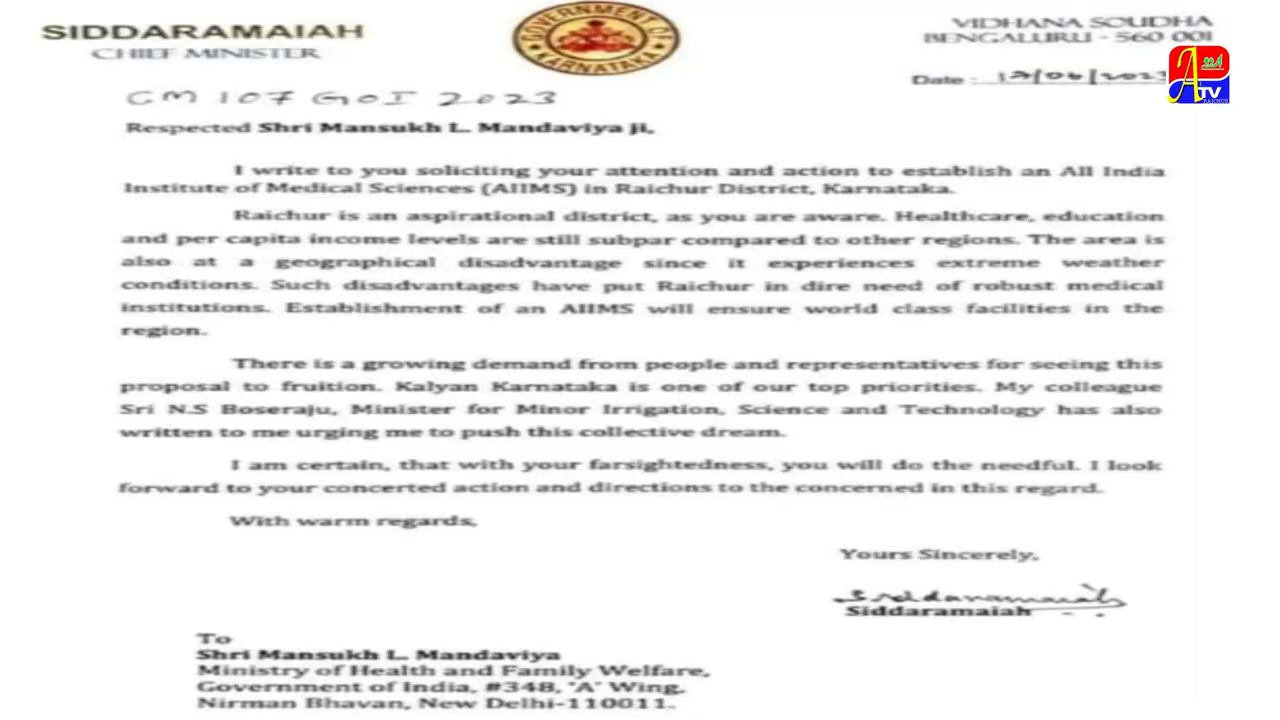 SIDDARAMAIAH
CHIEF MINISTER
GOVERNMENT OF
KARNATAKA
VIDHANA SOUDHA
BENGALURU - 560 001
Date :
CM 107 GOI 2023
Respected Shri Mansukh L. Mandaviya ji,
I write to you soliciting your attention and action to establish an All India
Institute of Medical Sciences (AIIMS) in Raichur District, Karnataka.
Raichur is an aspirational district, as you are aware. Healthcare, education
and per capita income levels are still subpar compared to other regions. The area is
also at a geographical disadvantage since it experiences extreme weather
conditions. Such disadvantages have put Raichur in dire need of robust medical
institutions. Establishment of an AIIMS will ensure world class facilities in the
region.
There is a growing demand from people and representatives for seeing this
proposal to fruition. Kalyan Karnataka is one of our top priorities. My colleague
Sri N.S Boseraju, Minister for Minor Irrigation, Science and Technology has also
written to me urging me to push this collective dream.
I am certain, that with your farsightedness, you will do the needful. I look
forward to your concerted action and directions to the concerned in this regard.
With warm regards,
Yours Sincerely,
Siddaramaiah
Siddaramaiah
To
Shri Mansukh L. Mandaviya
Ministry of Health and Family Welfare,
Government of India, #348, 'A' Wing,
Nirman Bhavan, New Delhi-110011.
A
TV
RAICHUR